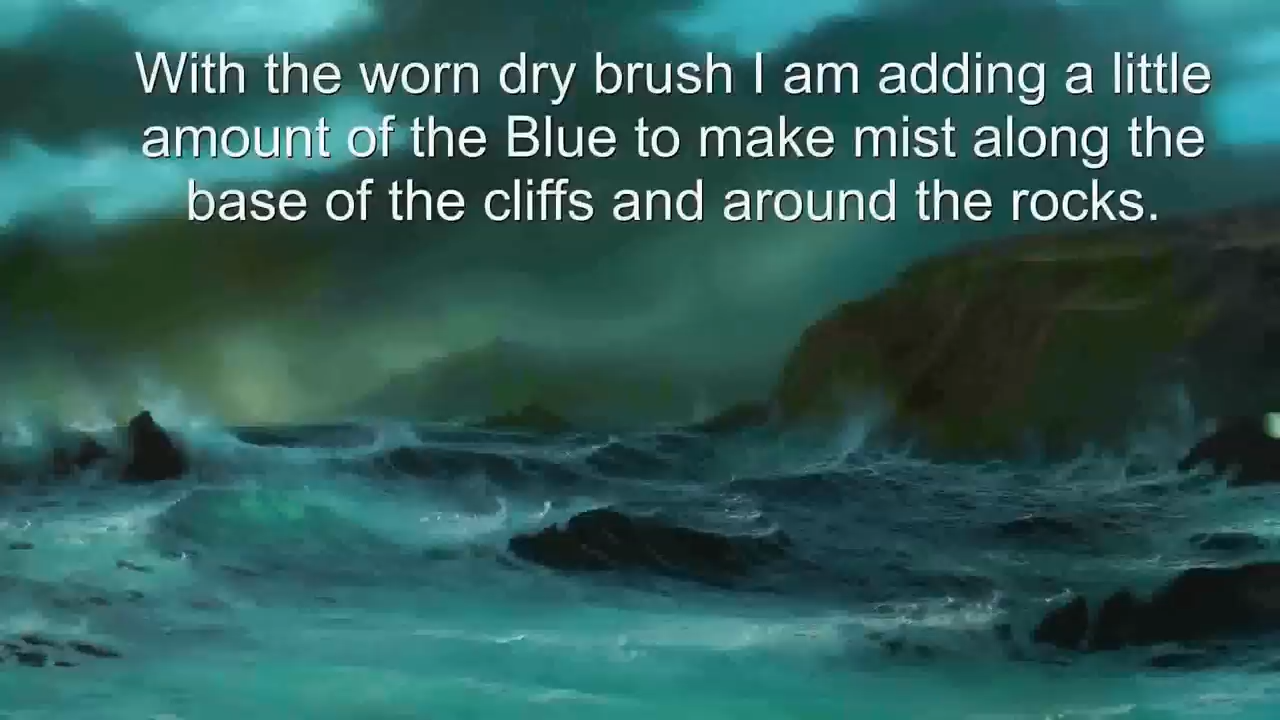 With the worn dry brush I am adding a little
amount of the Blue to make mist along the
base of the cliffs and around the rocks.